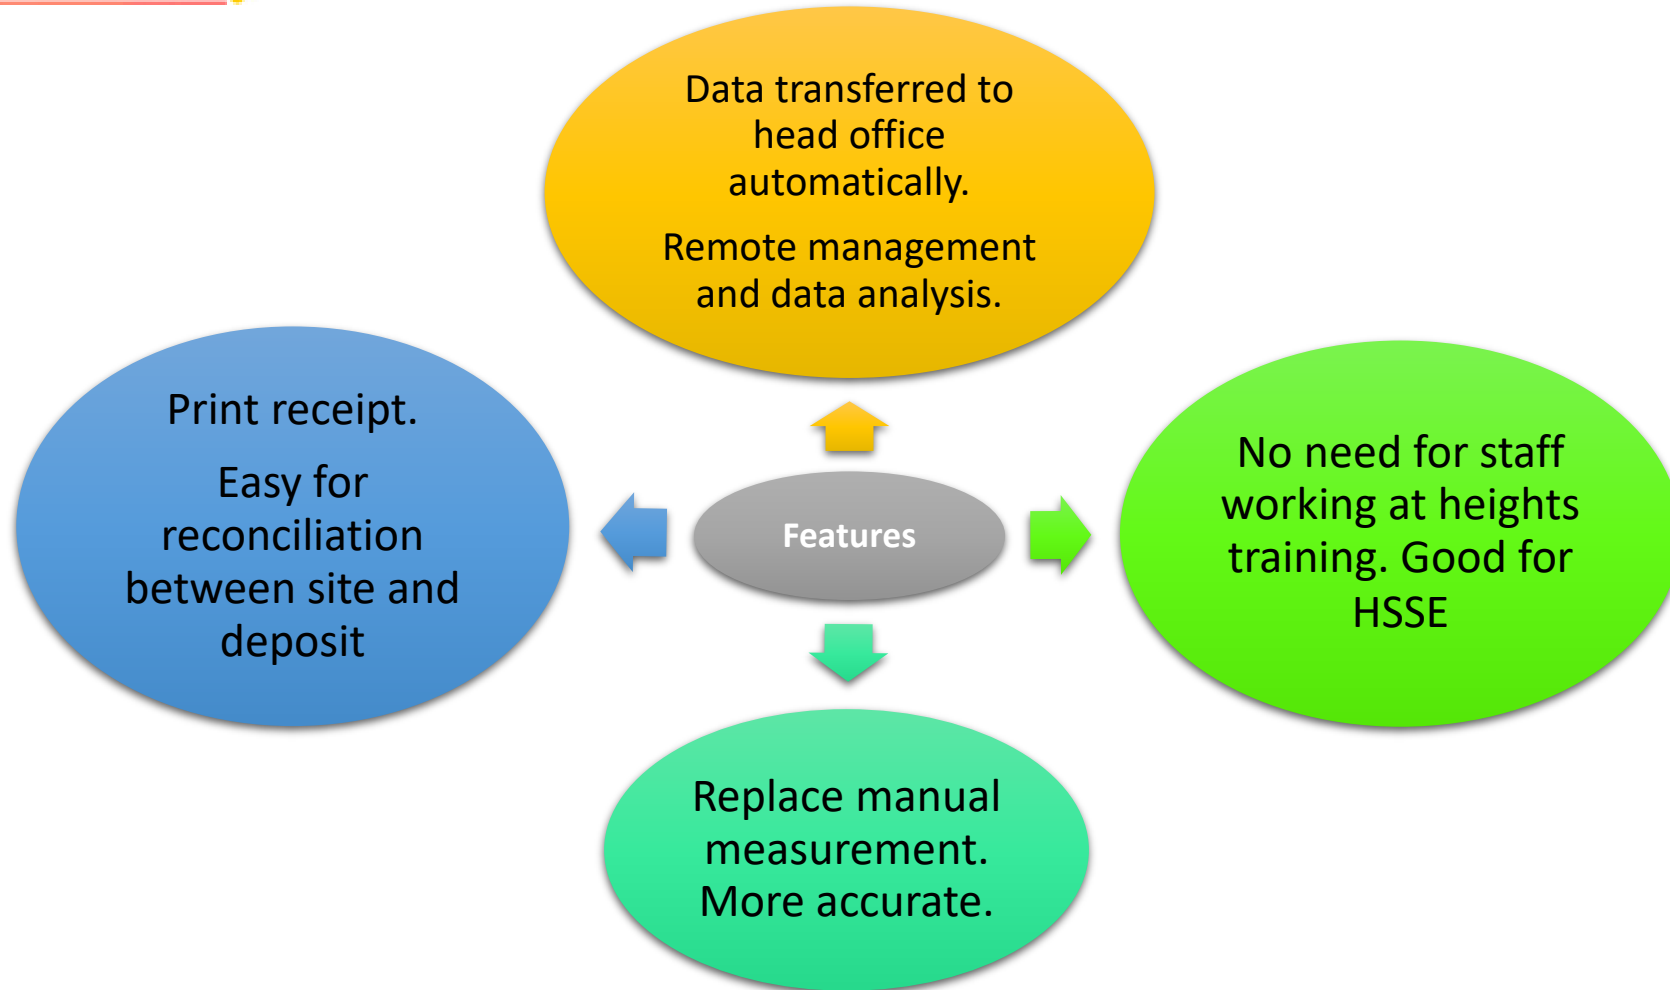 Data transferred to
head office
automatically.
Remote management
and data analysis.
Print receipt.
Easy for
reconciliation
between site and
deposit
Features
No need for staff
working at heights
training. Good for
HSSE
Replace manual
measurement.
More accurate.